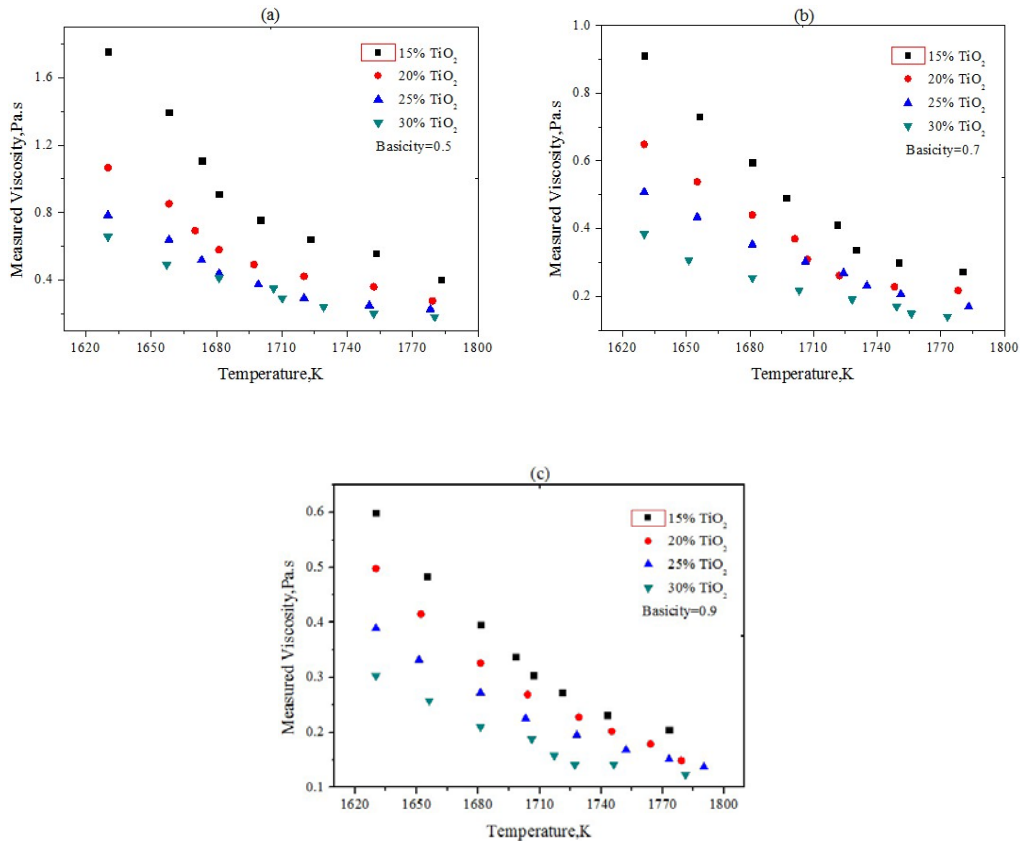 (a)
15% TiO2
20% TiO2
25% TiO2
30% TiO2
Basicity=0.5
1.6
1.2
0.8
0.4
Measured Viscosity,Pa.s
1620 1650 1680 1710 1740 1770 1800
Temperature,K
(b)
15% TiO2
20% TiO2
25% TiO2
30% TiO2
Basicity=0.7
1.0
0.8
0.6
0.4
0.2
Measured Viscosity,Pa.s
1620 1650 1680 1710 1740 1770 1800
Temperature,K
(c)
15% TiO2
20% TiO2
25% TiO2
30% TiO2
Basicity=0.9
0.6
0.5
0.4
0.3
0.2
0.1
Measured Viscosity,Pa.s
1620 1650 1680 1710 1740 1770 1800
Temperature,K